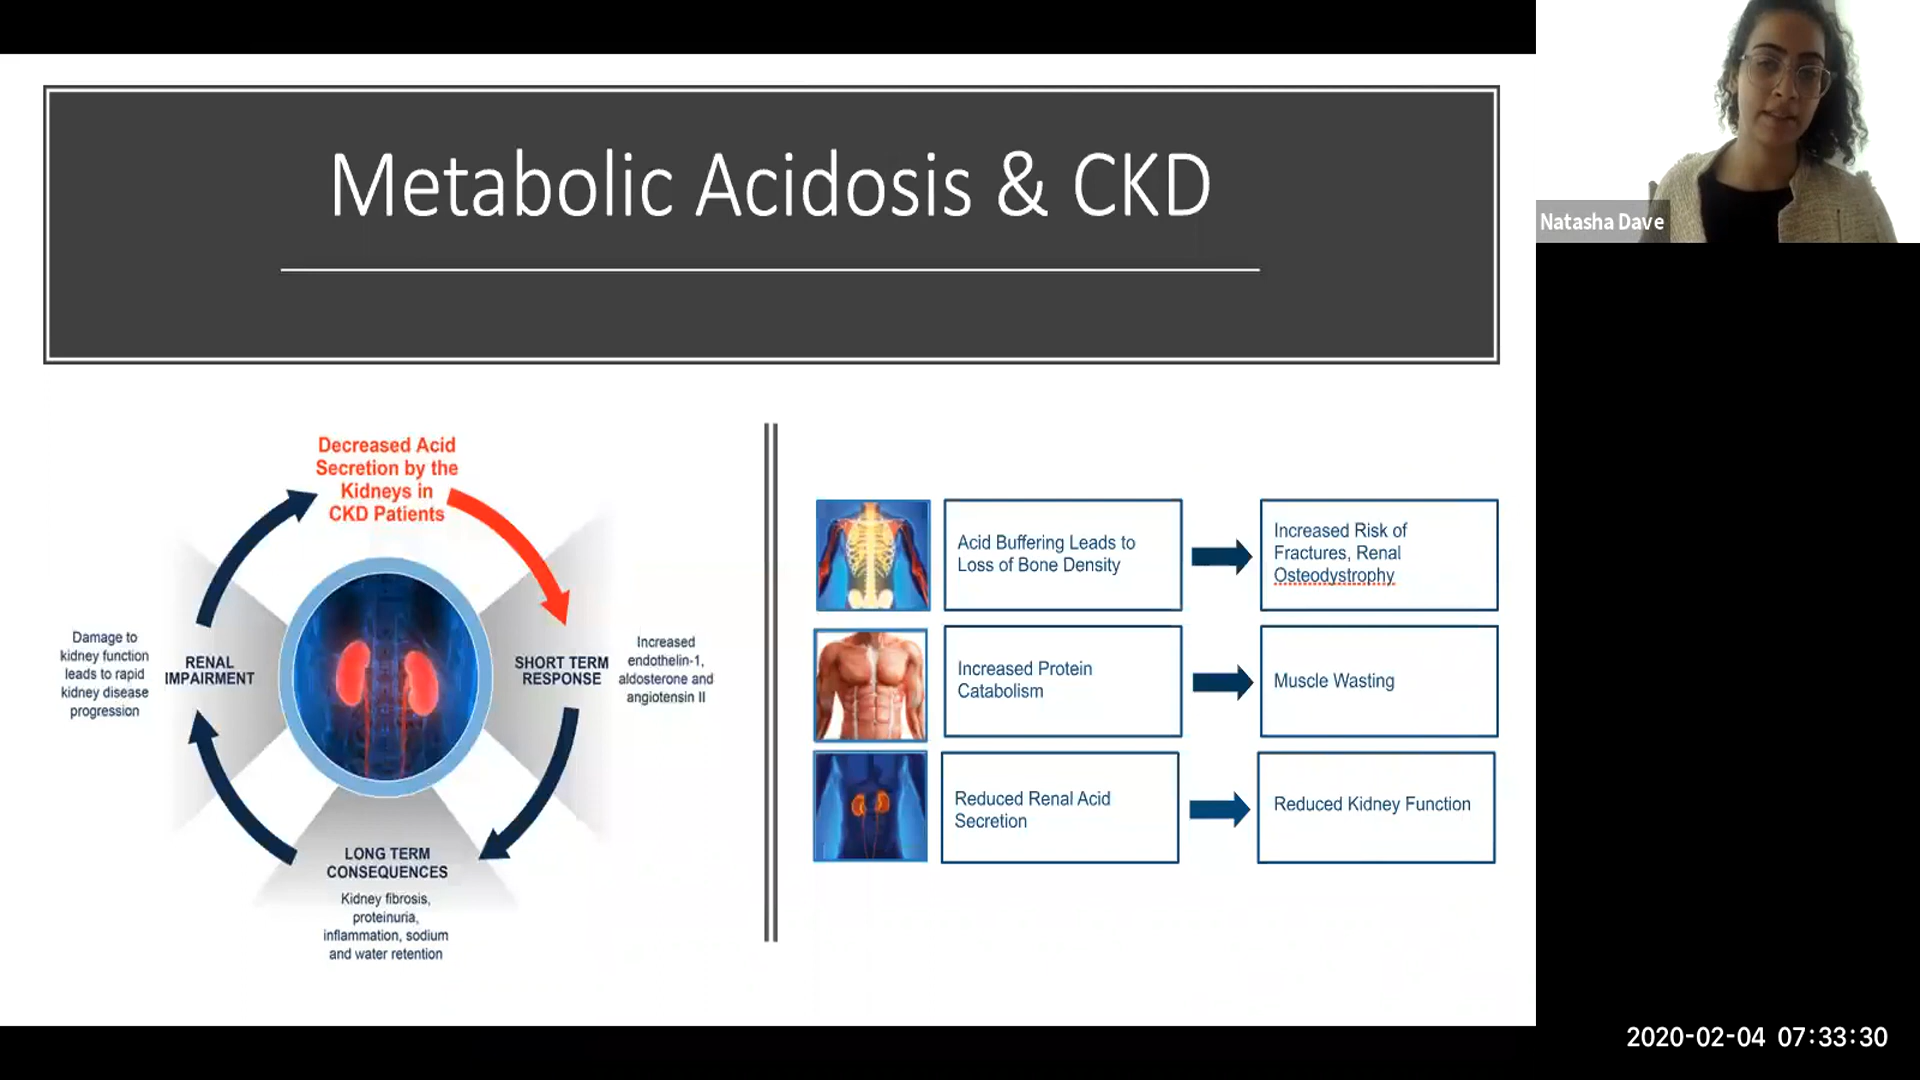 Metabolic Acidosis & CKD
Natasha Dave
Decreased Acid
Secretion by the
Kidneys in
CKD Patients
SHORT TERM
RESPONSE
Increased
endothelin-1,
aldosterone and
angiotensin II
LONG TERM
CONSEQUENCES
Kidney fibrosis,
proteinuria,
inflammation, sodium
and water retention
RENAL
IMPAIRMENT
Damage to
kidney function
leads to rapid
kidney disease
progression
Acid Buffering Leads to
Loss of Bone Density
Increased Risk of
Fractures, Renal
Osteodystrophy
Increased Protein
Catabolism
Muscle Wasting
Reduced Renal Acid
Secretion
Reduced Kidney Function
2020-02-04 07:33:30